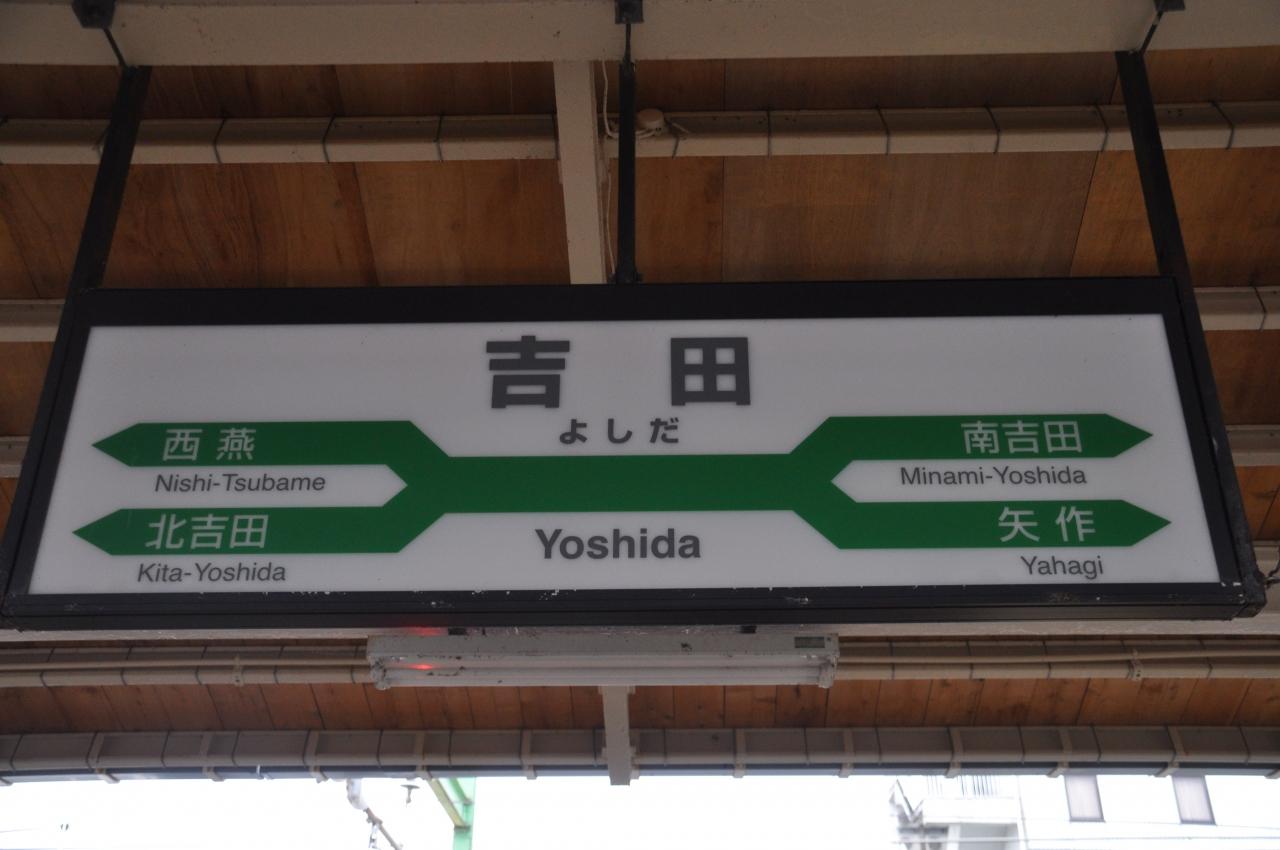 吉田
よしだ
西燕
Nishi-Tsubame
北吉田
Kita-Yoshida
Yoshida
南吉田
Minami-Yoshida
矢作
Yahagi